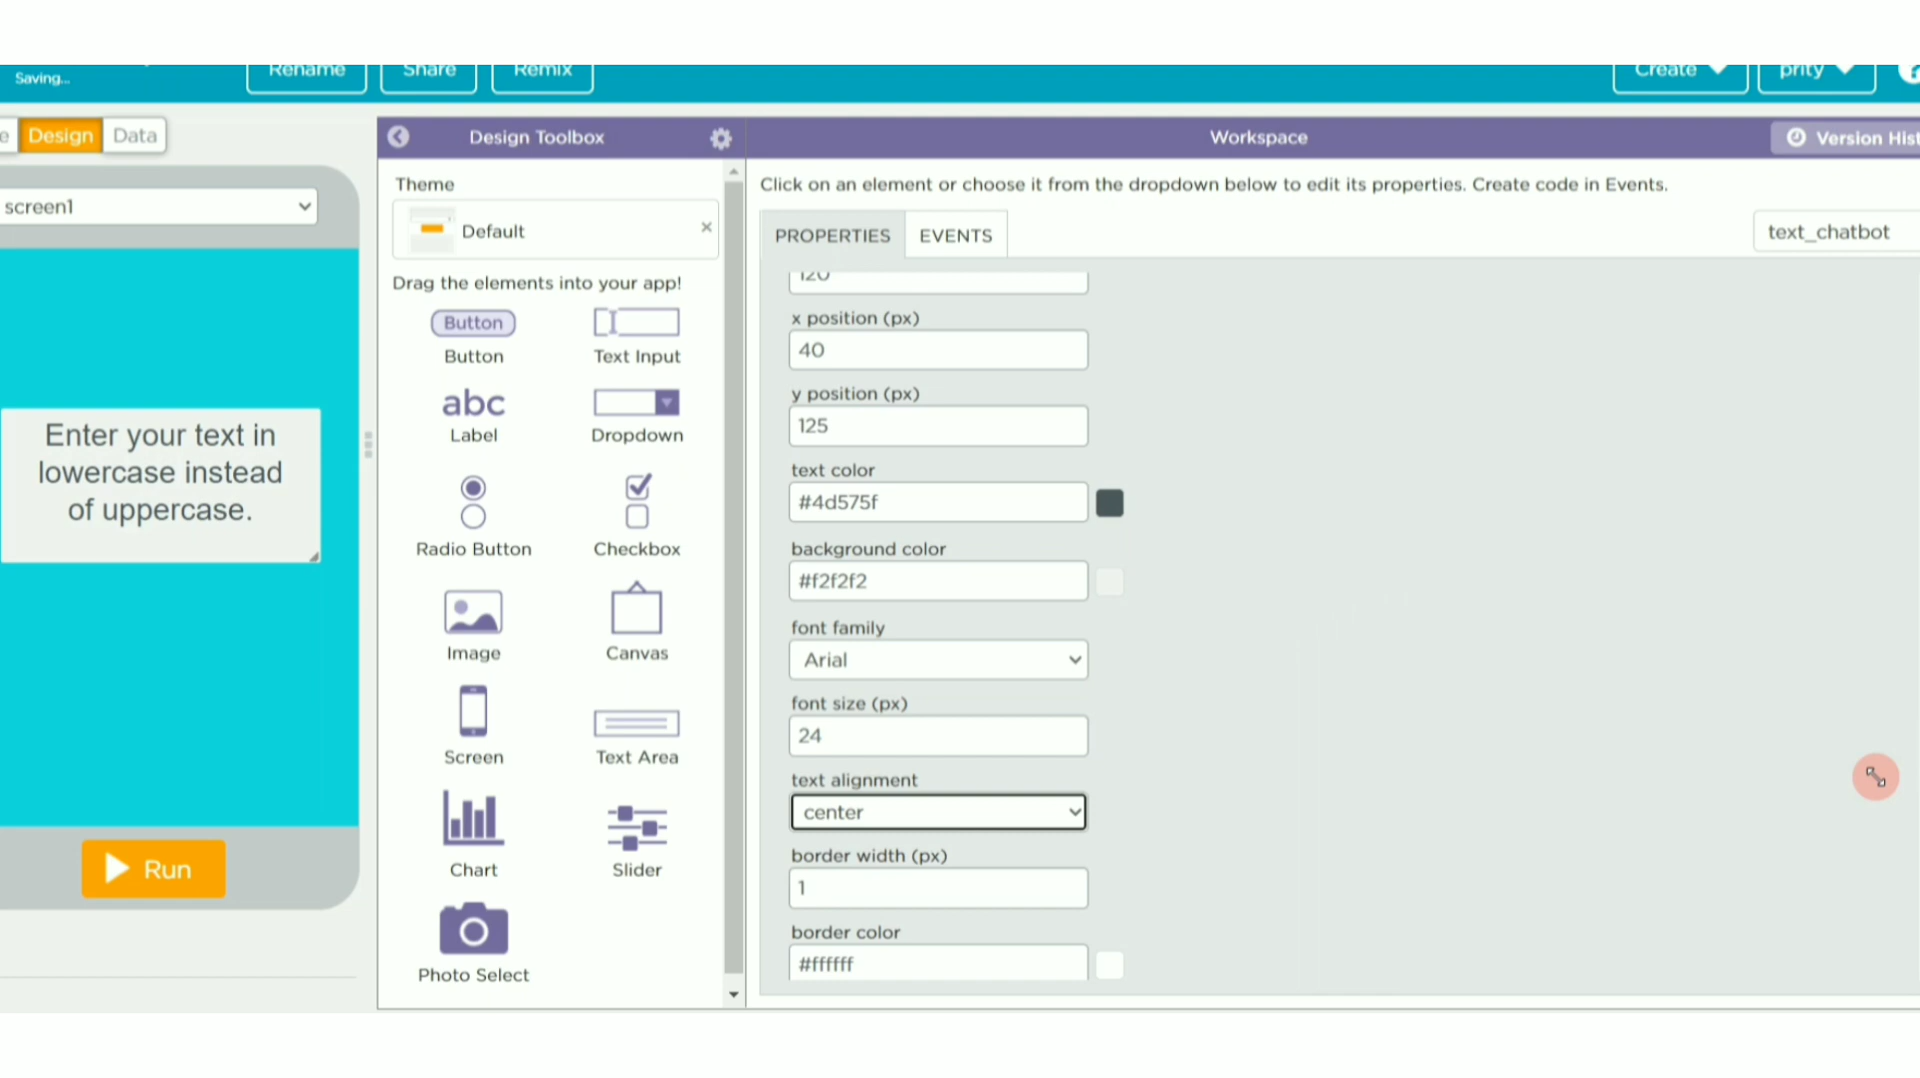 Saving...
Rename
Share
Remix
Create
prity
e
Design
Data
Design Toolbox
Workspace
Version Hist
screen1
Theme
Default
Drag the elements into your app!
Button
Button
Text Input
abc
Label
Dropdown
Radio Button
Checkbox
Image
Canvas
Screen
Text Area
Chart
Slider
Photo Select
Enter your text in
lowercase instead
of uppercase.
Run
Click on an element or choose it from the dropdown below to edit its properties. Create code in Events.
PROPERTIES
EVENTS
text_chatbot
120
x position (px)
40
y position (px)
125
text color
#4d575f
background color
#f2f2f2
font family
Arial
font size (px)
24
text alignment
center
border width (px)
1
border color
#ffffff